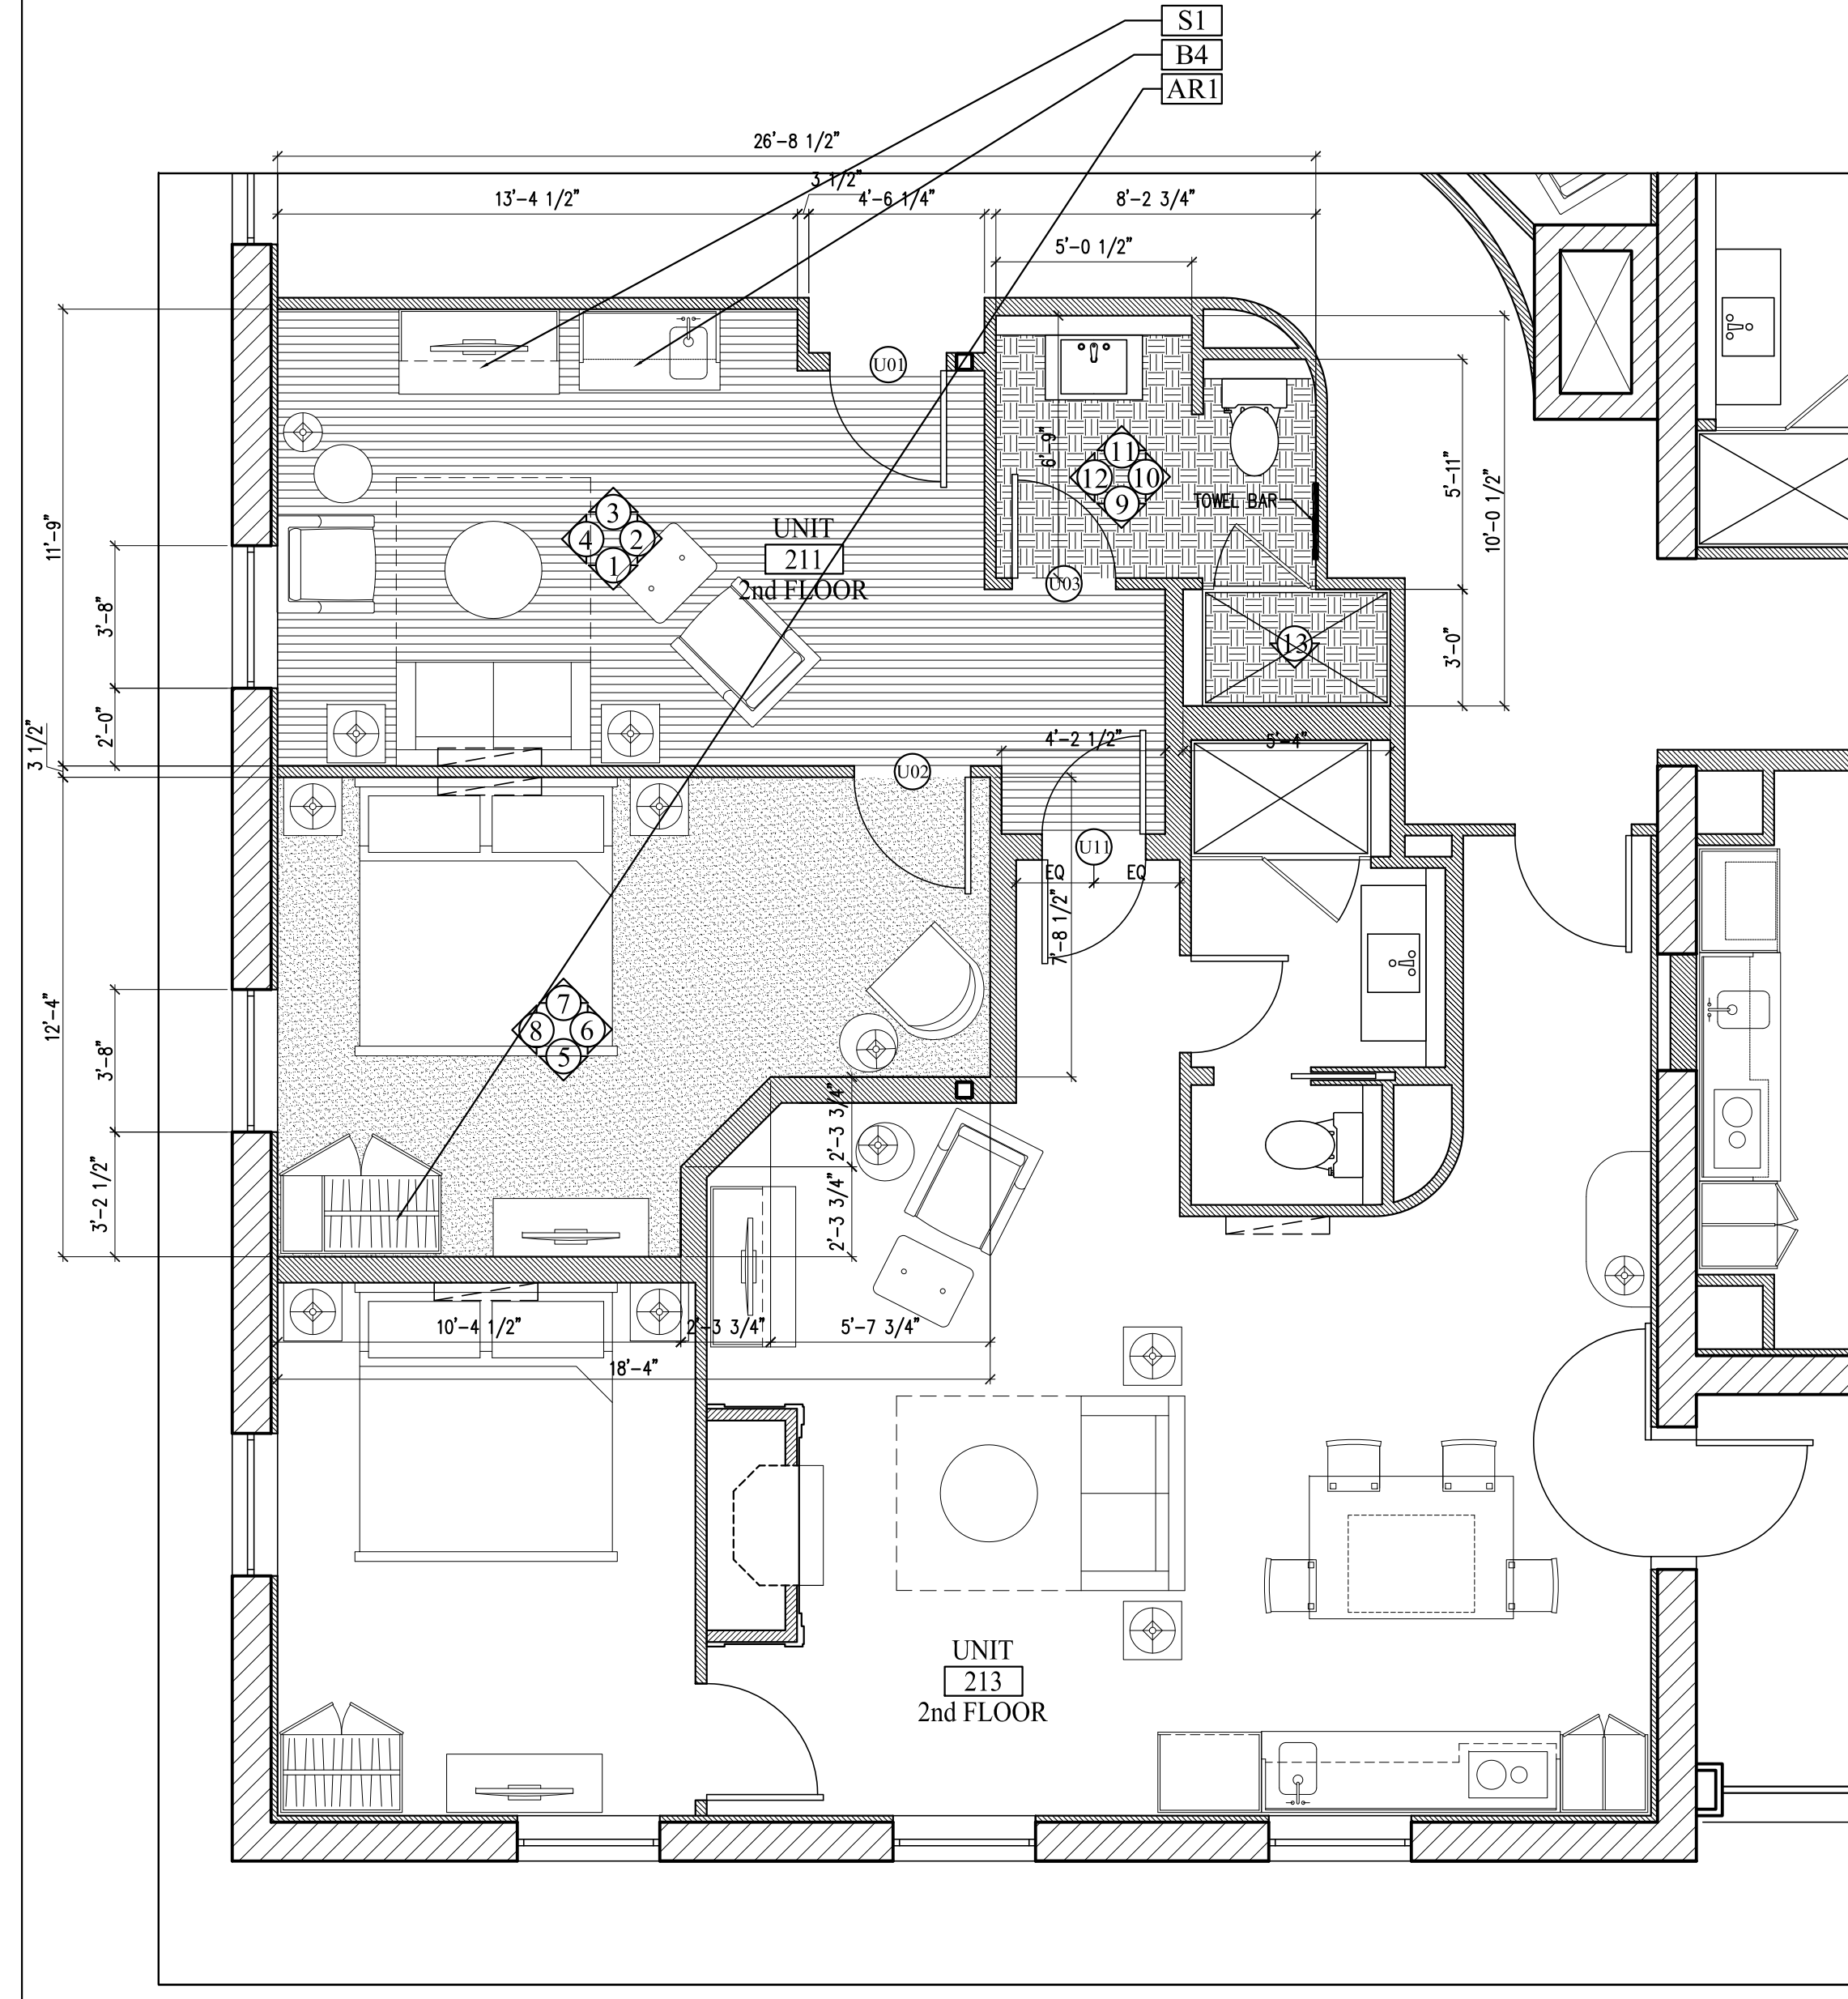 S1
B4
AR1
26'-8 1/2"
3 1/2"
13'-4 1/2"
4'-6 1/4"
8'-2 3/4"
5'-0 1/2"
U01
6'-9"
11
12
10
9
TOWEL BAR
5'-11"
10'-0 1/2"
11'-9"
3
4
2
1
UNIT
211
2nd FLOOR
U03
3'-8"
13
3'-0"
2'-0"
3 1/2"
4'-2 1/2"
5'-4"
U02
U11
EQ
EQ
7'-8 1/2"
12'-4"
7
8
6
5
3'-8"
2'-3 3/4"
3'-2 1/2"
2'-3 3/4"
10'-4 1/2"
2'-3 3/4"
5'-7 3/4"
18'-4"
UNIT
213
2nd FLOOR